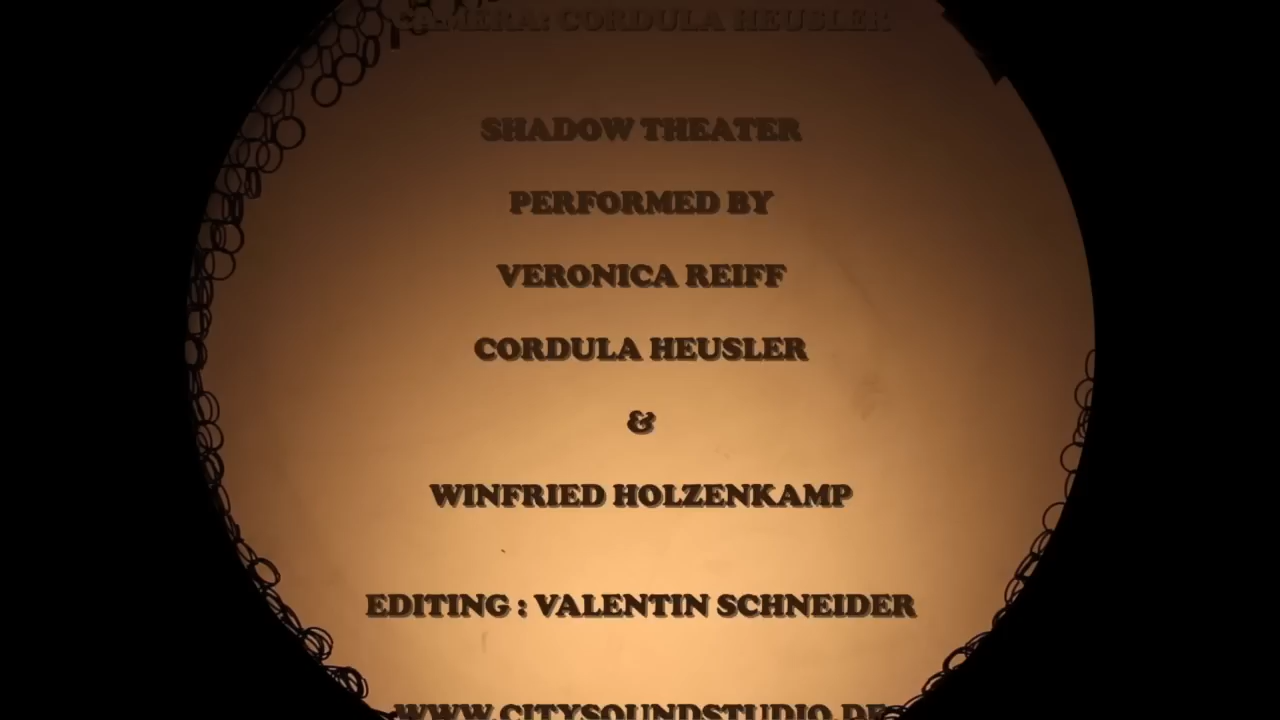 CAMERA: CORDULA HEUSLER
SHADOW THEATER
PERFORMED BY
VERONICA REIFF
CORDULA HEUSLER
&
WINFRIED HOLZENKAMP
EDITING : VALENTIN SCHNEIDER
WWW.CITYSOUNDSTUDIO.DE